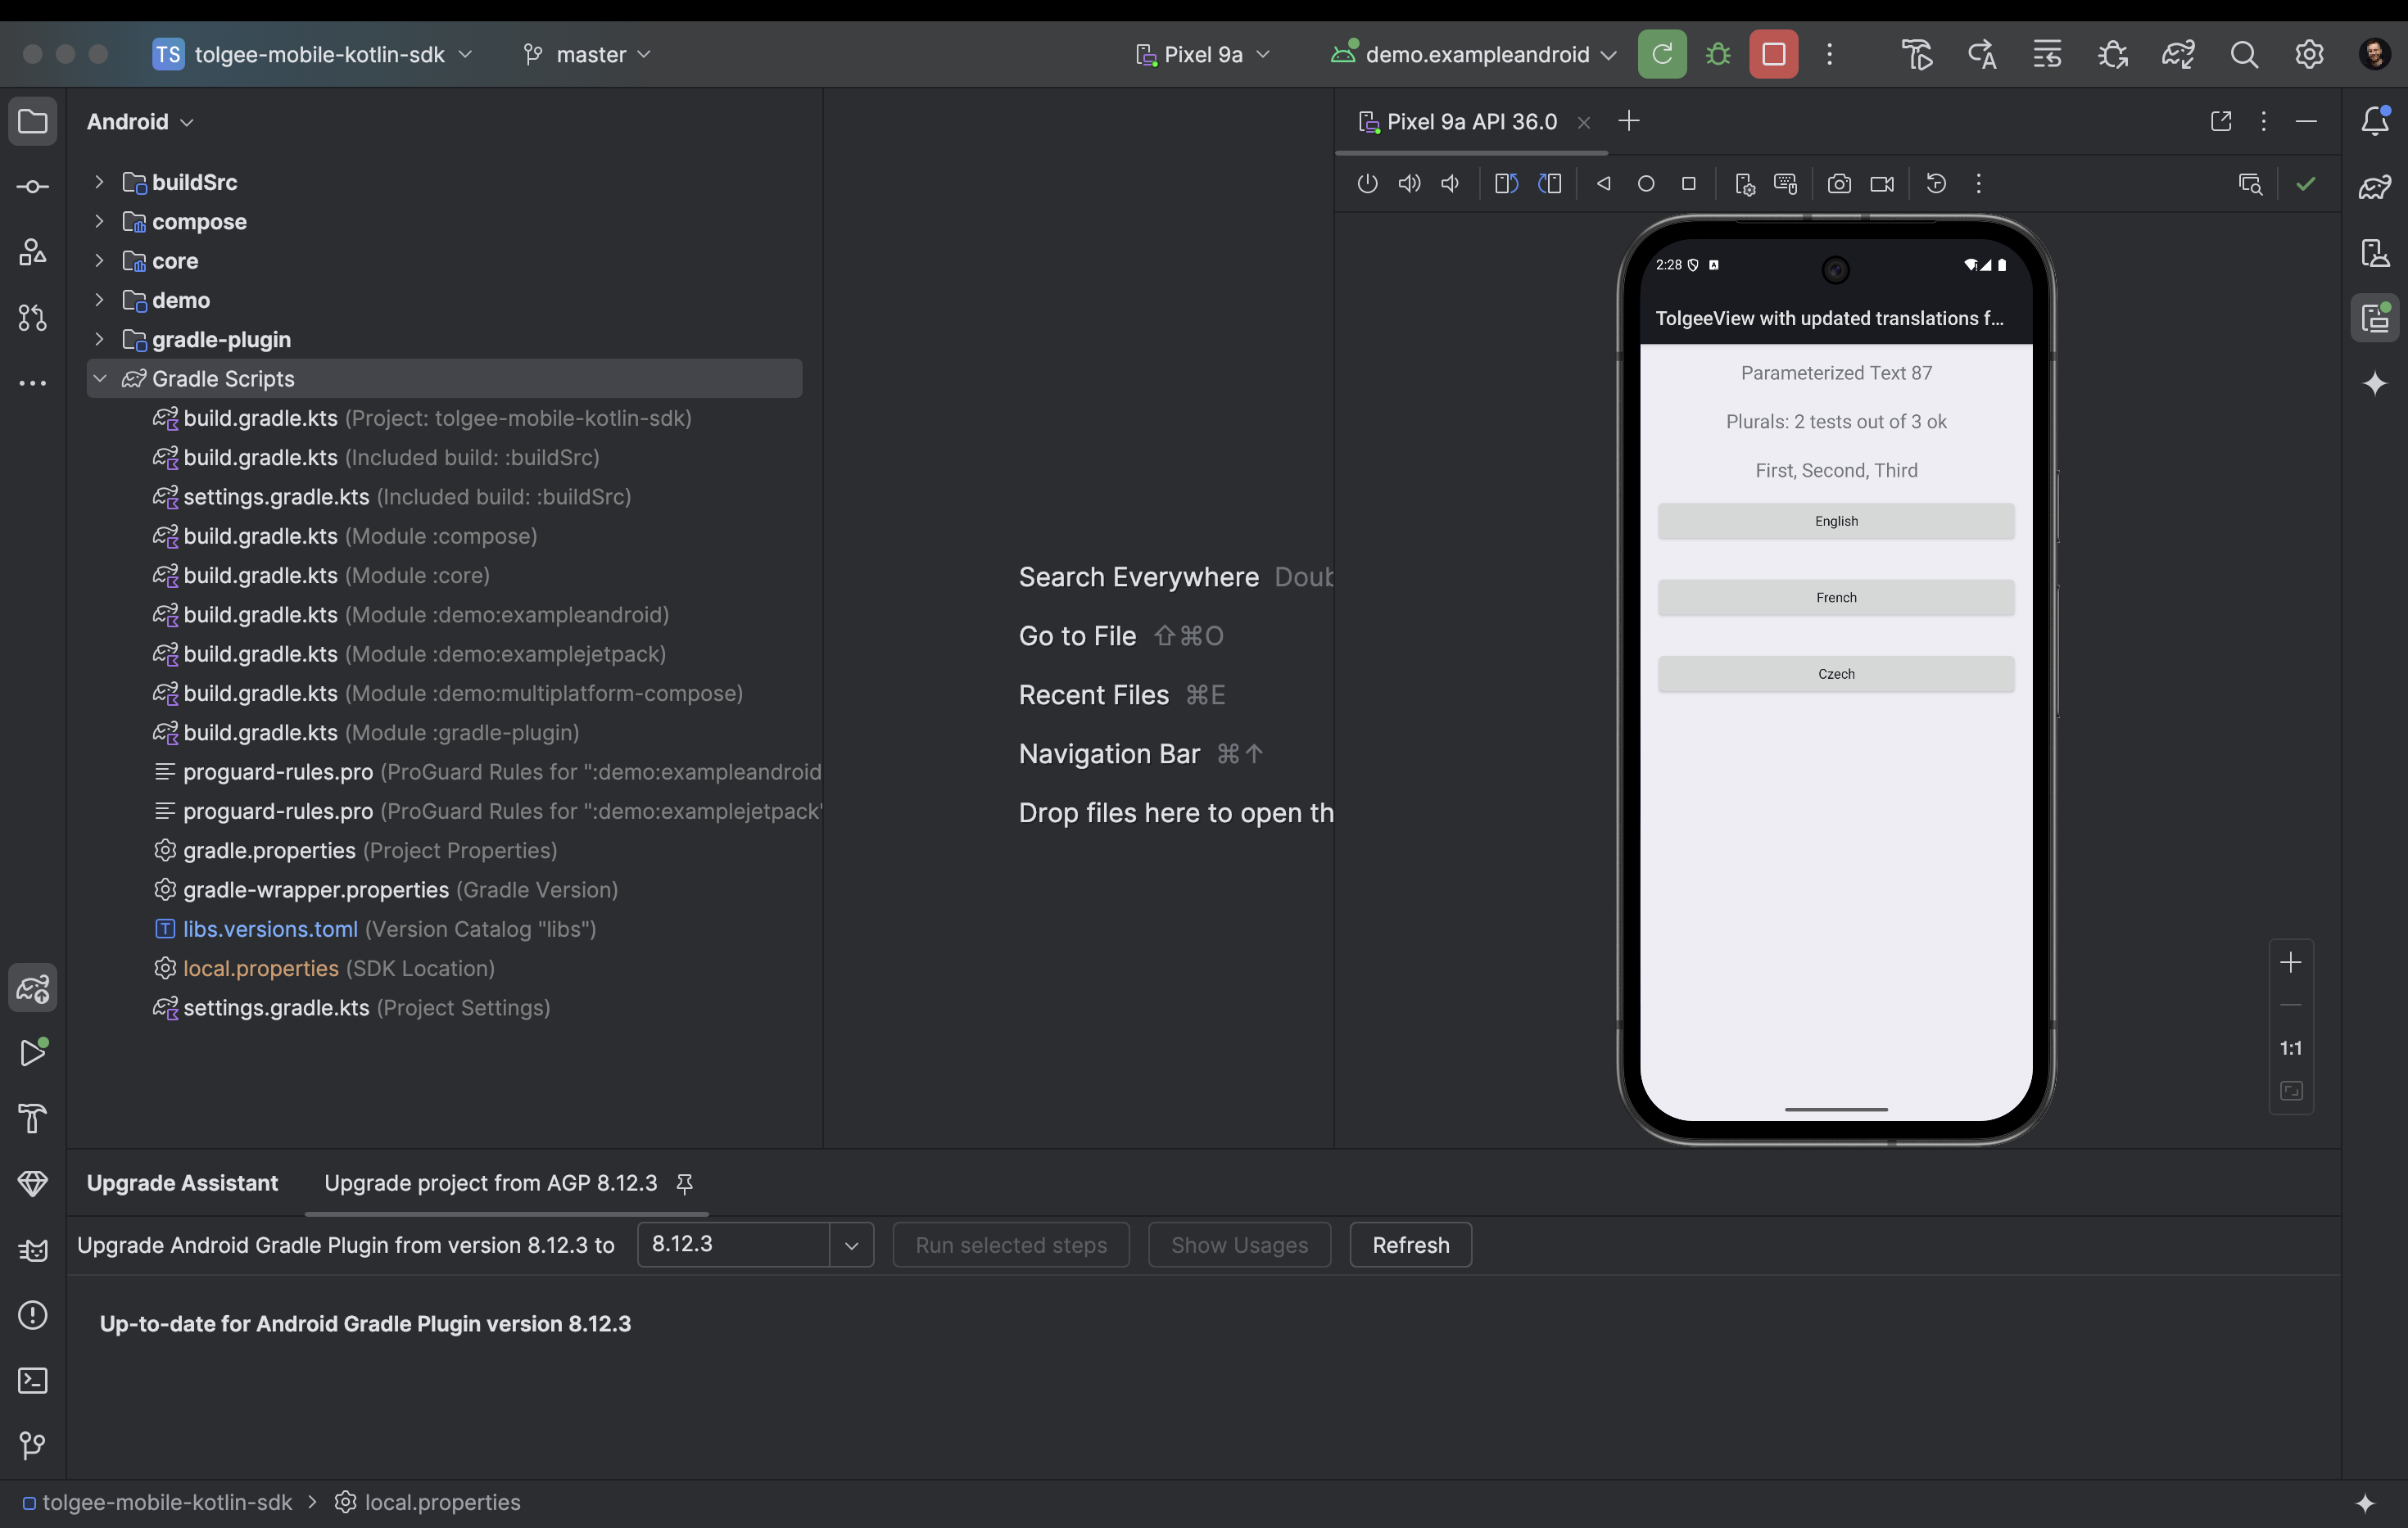 TS tolgee-mobile-kotlin-sdk master Pixel 9a demo.exampleandroid
Android
buildSrc
compose
core
demo
gradle-plugin
Gradle Scripts
build.gradle.kts (Project: tolgee-mobile-kotlin-sdk)
build.gradle.kts (Included build: :buildSrc)
settings.gradle.kts (Included build: :buildSrc)
build.gradle.kts (Module :compose)
build.gradle.kts (Module :core)
build.gradle.kts (Module :demo:exampleandroid)
build.gradle.kts (Module :demo:examplejetpack)
build.gradle.kts (Module :demo:multiplatform-compose)
build.gradle.kts (Module :gradle-plugin)
proguard-rules.pro (ProGuard Rules for ":demo:exampleandroid
proguard-rules.pro (ProGuard Rules for ":demo:examplejetpack"
gradle.properties (Project Properties)
gradle-wrapper.properties (Gradle Version)
libs.versions.toml (Version Catalog "libs")
local.properties (SDK Location)
settings.gradle.kts (Project Settings)
Search Everywhere Doub
Go to File ⇧⌘O
Recent Files ⌘E
Navigation Bar ⌘↑
Drop files here to open th
Pixel 9a API 36.0
2:28
TolgeeView with updated translations f...
Parameterized Text 87
Plurals: 2 tests out of 3 ok
First, Second, Third
English
French
Czech
1:1
Upgrade Assistant Upgrade project from AGP 8.12.3
Upgrade Android Gradle Plugin from version 8.12.3 to 8.12.3 Run selected steps Show Usages Refresh
Up-to-date for Android Gradle Plugin version 8.12.3
tolgee-mobile-kotlin-sdk > local.properties